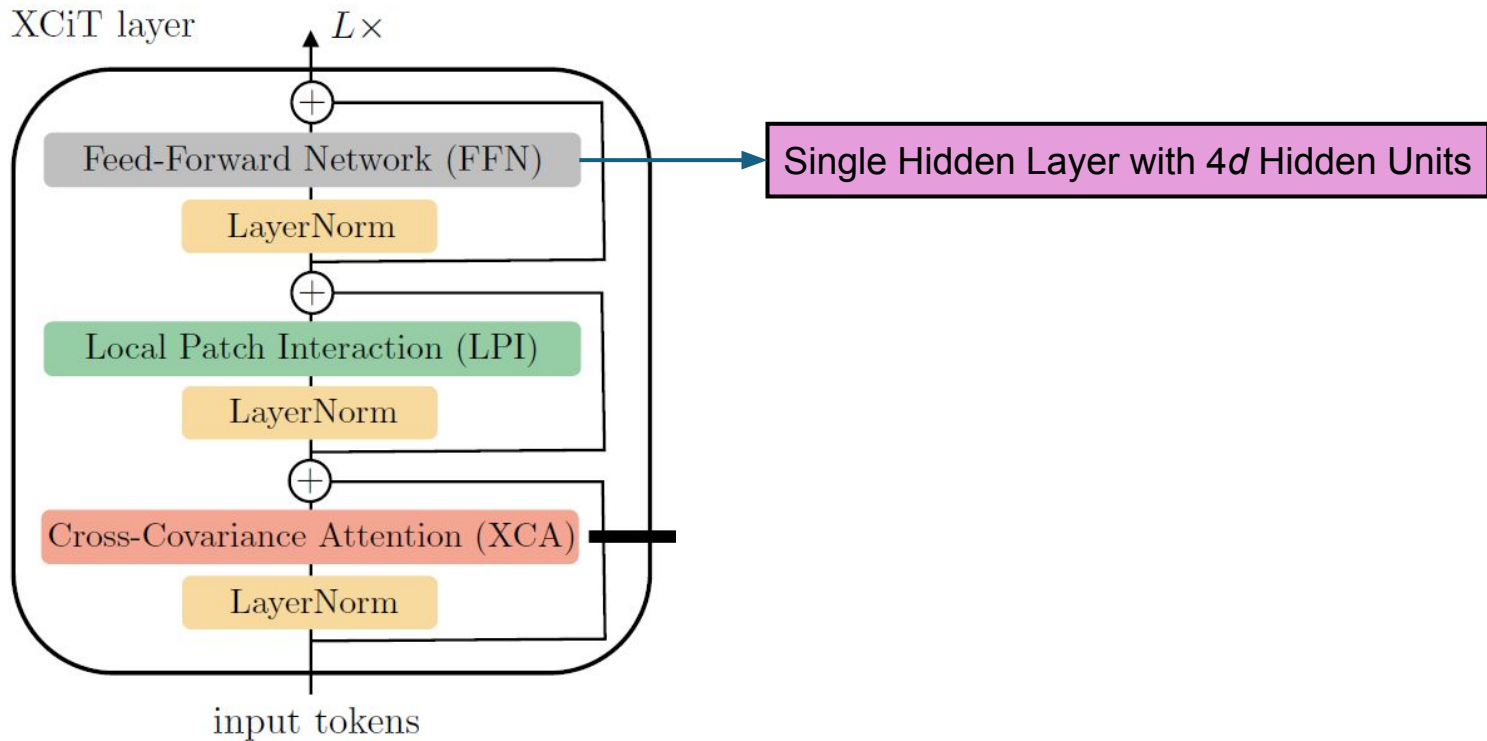 XCiT layer L×
+
Feed-Forward Network (FFN)
Single Hidden Layer with 4d Hidden Units
LayerNorm
+
Local Patch Interaction (LPI)
LayerNorm
+
Cross-Covariance Attention (XCA)
LayerNorm
input tokens